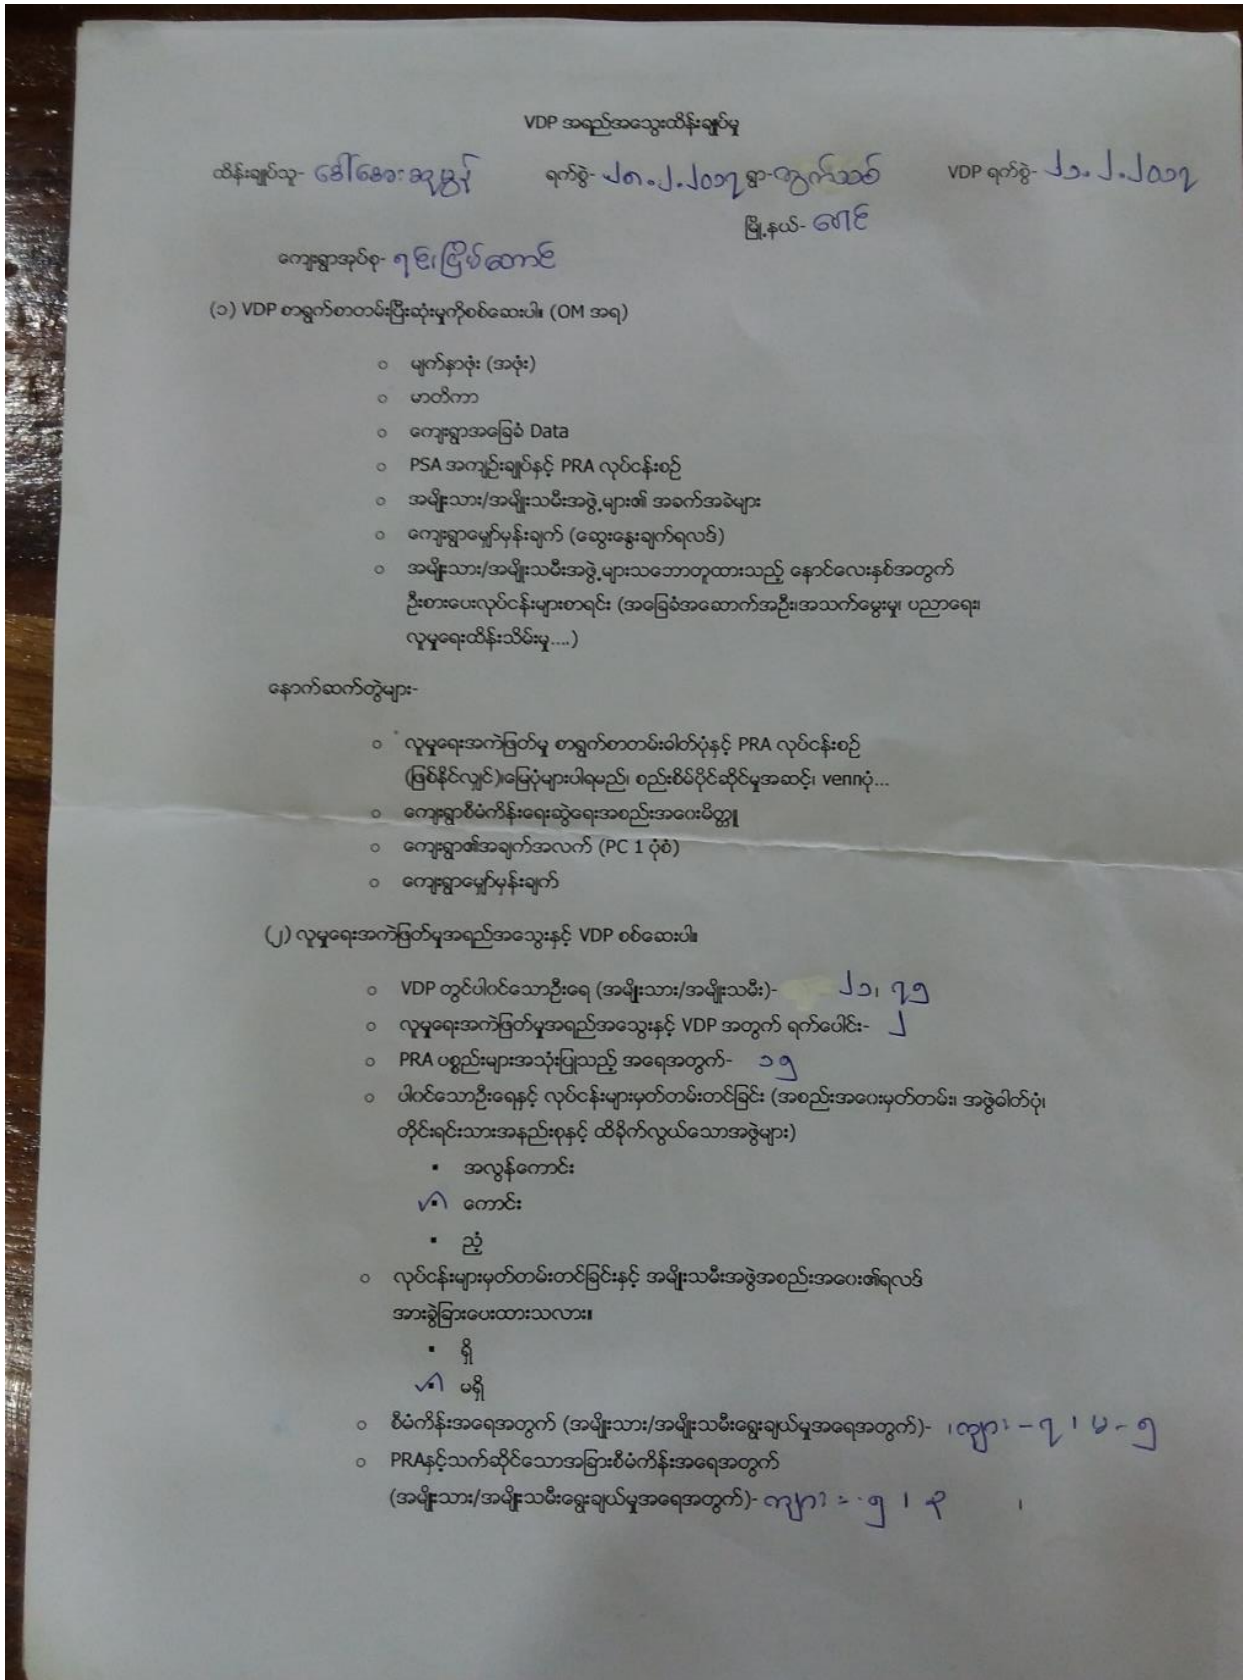 VDP အရည်အသွေးထိန်းချုပ်မှု
ထိန်းချုပ်သူ- ဒေါ်အေးဆုမွန် ရက်စွဲ- ၂၈.၂.၂၀၁၇ ရွာ-ကွက်သစ် VDP ရက်စွဲ- ၂၁.၂.၂၀၁၇
မြို့နယ်- ပေါင်
ကျေးရွာအုပ်စု- ရင်းငြိမ်ဆောင်
(၁) VDP စာရွက်စာတမ်းပြီးဆုံးမှုကိုစစ်ဆေးပါ။ (OM အရ)
○ မျက်နှာဖုံး (အဖုံး)
○ မာတိကာ
○ ကျေးရွာအခြေခံ Data
○ PSA အကျဉ်းချုပ်နှင့် PRA လုပ်ငန်းစဉ်
○ အမျိုးသား/အမျိုးသမီးအဖွဲ့များ၏ အခက်အခဲများ
○ ကျေးရွာမျှော်မှန်းချက် (ဆွေးနွေးချက်ရလဒ်)
○ အမျိုးသား/အမျိုးသမီးအဖွဲ့များသဘောတူထားသည့် နောင်လေးနှစ်အတွက်
ဦးစားပေးလုပ်ငန်းများစာရင်း (အခြေခံအဆောက်အဦး၊အသက်မွေးမှု၊ ပညာရေး၊
လူမှုရေးထိန်းသိမ်းမှု....)
နောက်ဆက်တွဲများ-
○ လူမှုရေးအကဲဖြတ်မှု စာရွက်စာတမ်းဓါတ်ပုံနှင့် PRA လုပ်ငန်းစဉ်
(ဖြစ်နိုင်လျှင်)၊မြေပုံများပါရမည်၊ စည်းစိမ်ပိုင်ဆိုင်မှုအဆင့်၊ vennပုံ...
○ ကျေးရွာစီမံကိန်းရေးဆွဲရေးအစည်းအဝေးမိတ္တူ
○ ကျေးရွာ၏အချက်အလက် (PC 1 ပုံစံ)
○ ကျေးရွာမျှော်မှန်းချက်
(၂) လူမှုရေးအကဲဖြတ်မှုအရည်အသွေးနှင့် VDP စစ်ဆေးပါ။
○ VDP တွင်ပါဝင်သောဦးရေ (အမျိုးသား/အမျိုးသမီး)- ၂၁၊ ၇၅
○ လူမှုရေးအကဲဖြတ်မှုအရည်အသွေးနှင့် VDP အတွက် ရက်ပေါင်း- ၂
○ PRA ပစ္စည်းများအသုံးပြုသည့် အရေအတွက်- ၁၅
○ ပါဝင်သောဦးရေနှင့် လုပ်ငန်းများမှတ်တမ်းတင်ခြင်း (အစည်းအဝေးမှတ်တမ်း၊ အဖွဲ့ဓါတ်ပုံ၊
တိုင်းရင်းသားအနည်းစုနှင့် ထိခိုက်လွယ်သောအဖွဲ့များ)
▪ အလွန်ကောင်း
✓ ▪ ကောင်း
▪ ညံ့
○ လုပ်ငန်းများမှတ်တမ်းတင်ခြင်းနှင့် အမျိုးသမီးအဖွဲ့အစည်းအဝေး၏ရလဒ်
အားခွဲခြားပေးထားသလား။
▪ ရှိ
✓ ▪ မရှိ
○ စီမံကိန်းအရေအတွက် (အမျိုးသား/အမျိုးသမီးရွေးချယ်မှုအရေအတွက်)- ကျား - ၇ ၊ မ - ၅
○ PRAနှင့်သက်ဆိုင်သောအခြားစီမံကိန်းအရေအတွက်
(အမျိုးသား/အမျိုးသမီးရွေးချယ်မှုအရေအတွက်)- ကျား - ၅ ၊